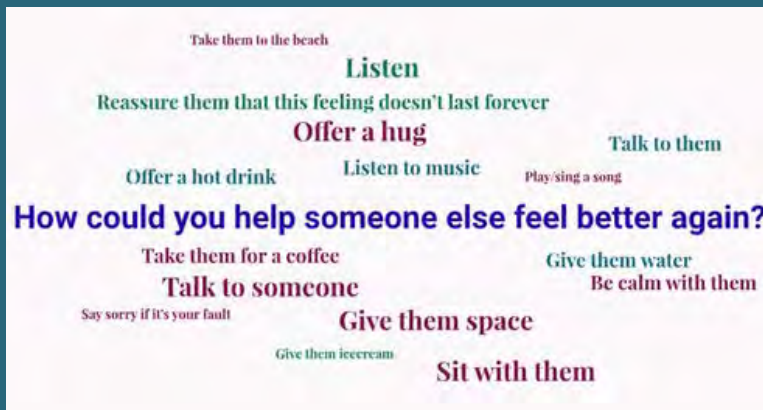 Take them to the beach
Listen
Reassure them that this feeling doesn't last forever
Offer a hug
Talk to them
Listen to music
Offer a hot drink
Play/sing a song
How could you help someone else feel better again?
Take them for a coffee
Give them water
Talk to someone
Be calm with them
Say sorry if it's your fault
Give them space
Give them icecream
Sit with them